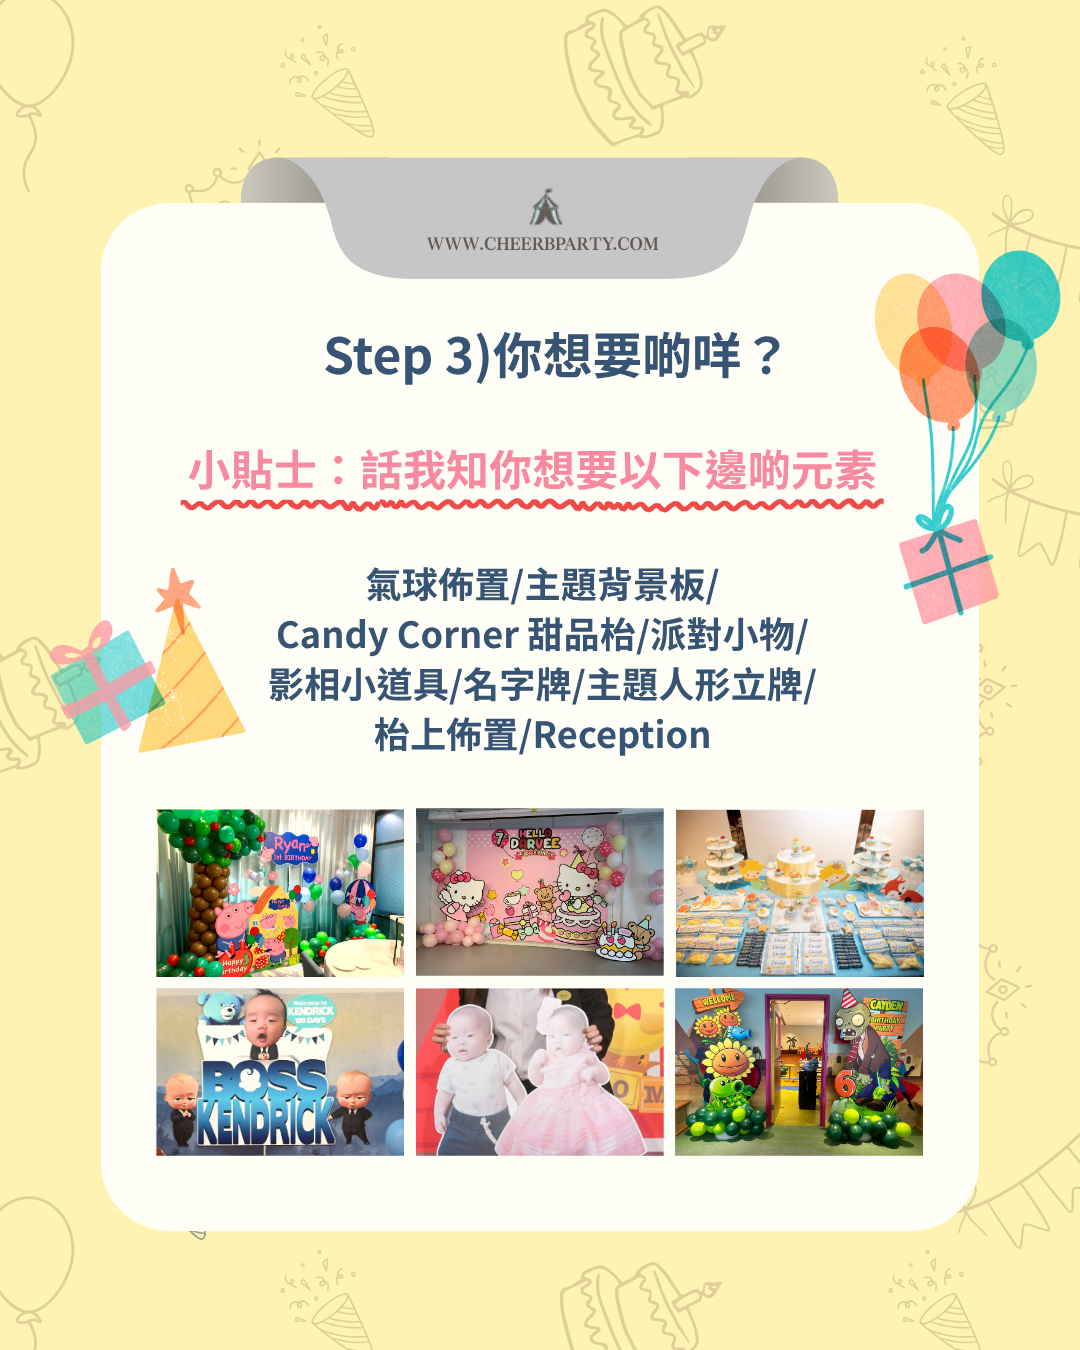 WWW.CHEERBPARTY.COM
Step 3)你想要啲咩？
小貼士：話我知你想要以下邊啲元素
氣球佈置/主題背景板/
Candy Corner 甜品枱/派對小物/
影相小道具/名字牌/主題人形立牌/
枱上佈置/Reception
Ryan
1st BIRTHDAY
Happy
Birthday
7
HELLO
DARVEE
Welcome to
KENDRICK
100 DAYS
BOSS
KENDRICK
O M
WELCOME
CAYDEN
BIRTHDAY
PARTY
6